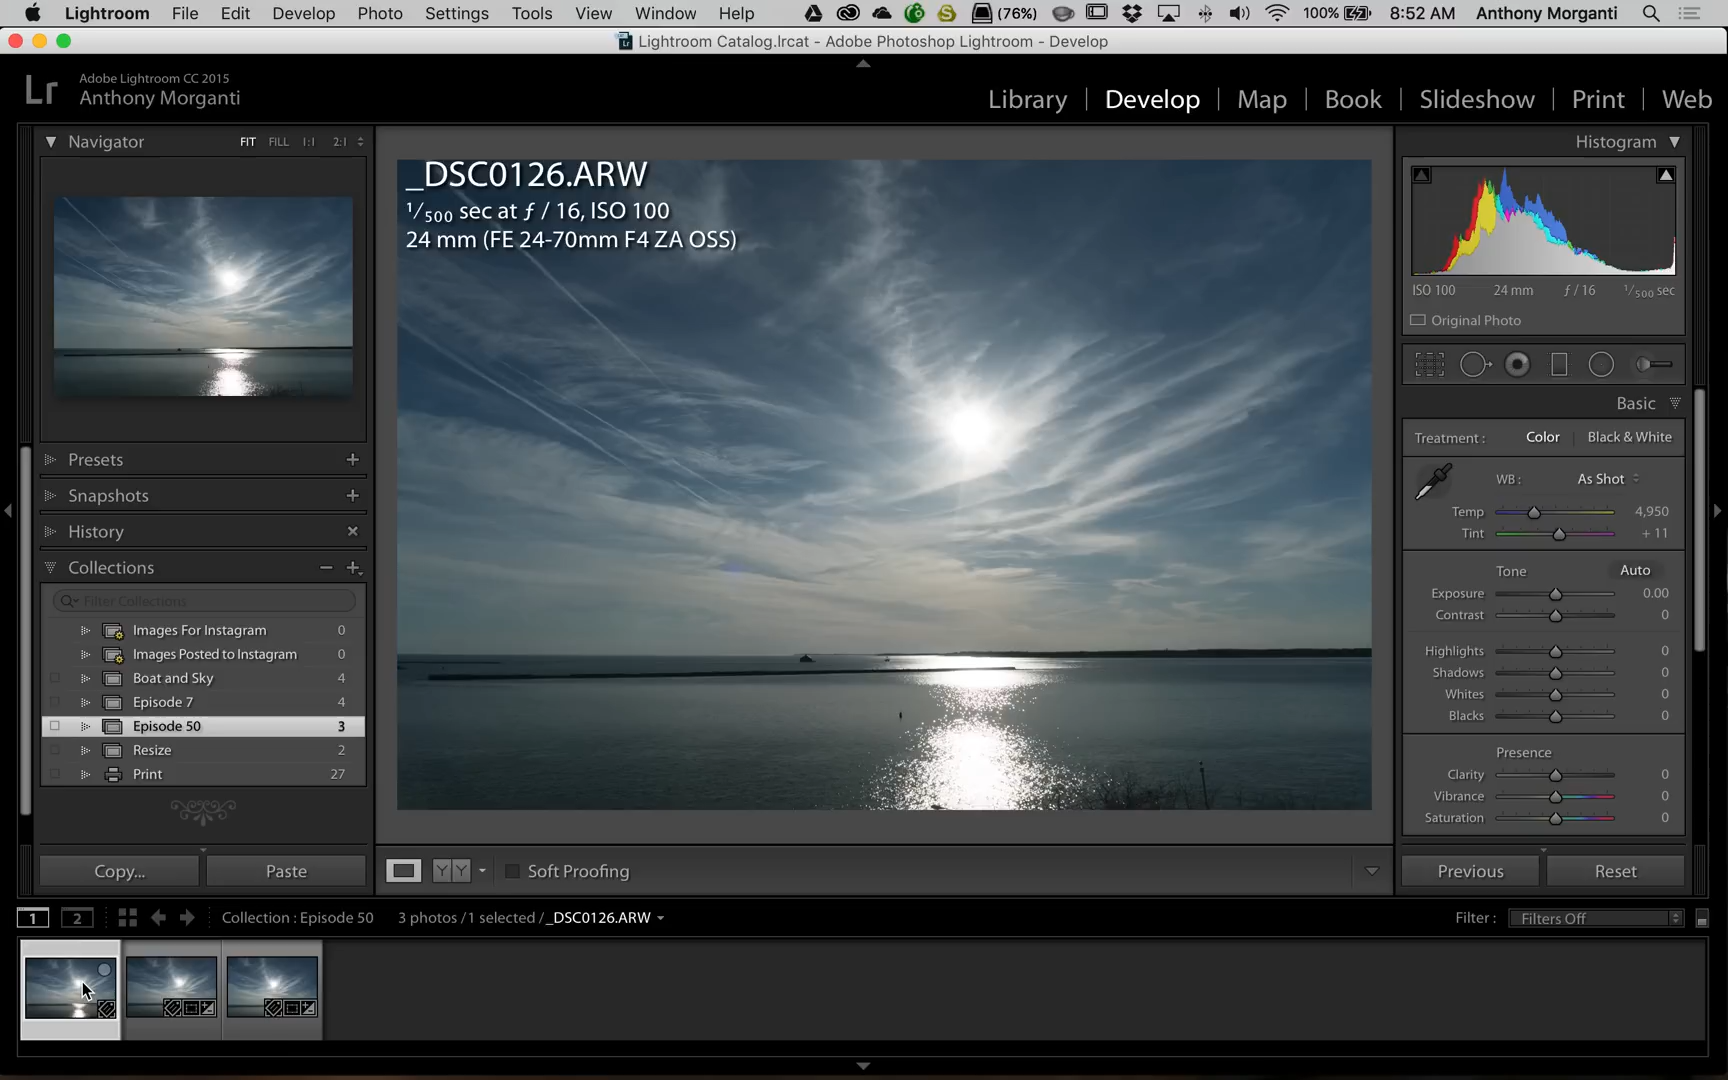 Lightroom File Edit Develop Photo Settings Tools View Window Help (76%) 100% 8:52 AM Anthony Morganti
Lightroom Catalog.lrcat - Adobe Photoshop Lightroom - Develop
Lr Adobe Lightroom CC 2015
Anthony Morganti
Library | Develop | Map | Book | Slideshow | Print | Web
Navigator FIT FILL 1:1 2:1
Presets
Snapshots
History
Collections
Filter Collections
Images For Instagram 0
Images Posted to Instagram 0
Boat and Sky 4
Episode 7 4
Episode 50 3
Resize 2
Print 27
Copy... Paste
_DSC0126.ARW
1/500 sec at ƒ / 16, ISO 100
24 mm (FE 24-70mm F4 ZA OSS)
Y Y Soft Proofing
Histogram
ISO 100 24 mm ƒ / 16 1/500 sec
Original Photo
Basic
Treatment : Color | Black & White
WB : As Shot
Temp 4,950
Tint + 11
Tone Auto
Exposure 0.00
Contrast 0
Highlights 0
Shadows 0
Whites 0
Blacks 0
Presence
Clarity 0
Vibrance 0
Saturation 0
Previous Reset
1 2 Collection : Episode 50 3 photos / 1 selected / _DSC0126.ARW Filter : Filters Off